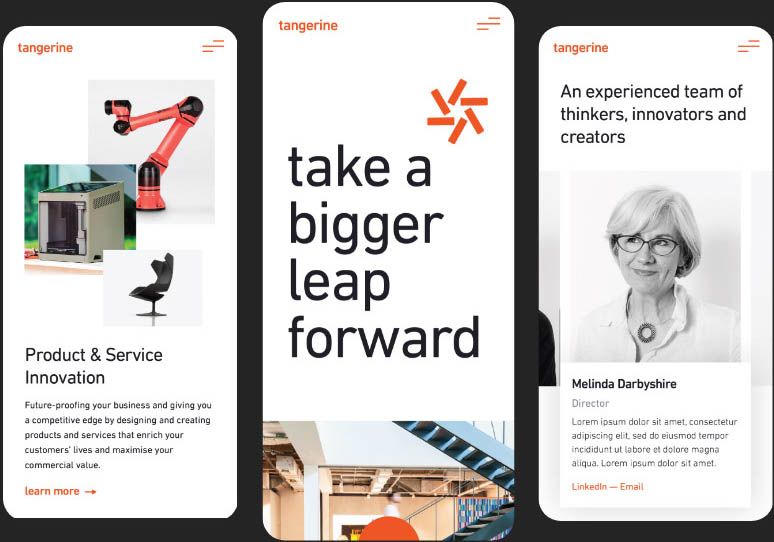 tangerine
Product & Service
Innovation
Future-proofing your business and giving you
a competitive edge by designing and creating
products and services that enrich your
customers' lives and maximise your
commercial value.
learn more →
tangerine
take a
bigger
leap
forward
tangerine
An experienced team of
thinkers, innovators and
creators
Melinda Darbyshire
Director
Lorem ipsum dolor sit amet, consectetur
adipiscing elit, sed do eiusmod tempor
incididunt ut labore et dolore magna
aliqua. Lorem ipsum dolor sit amet.
LinkedIn — Email